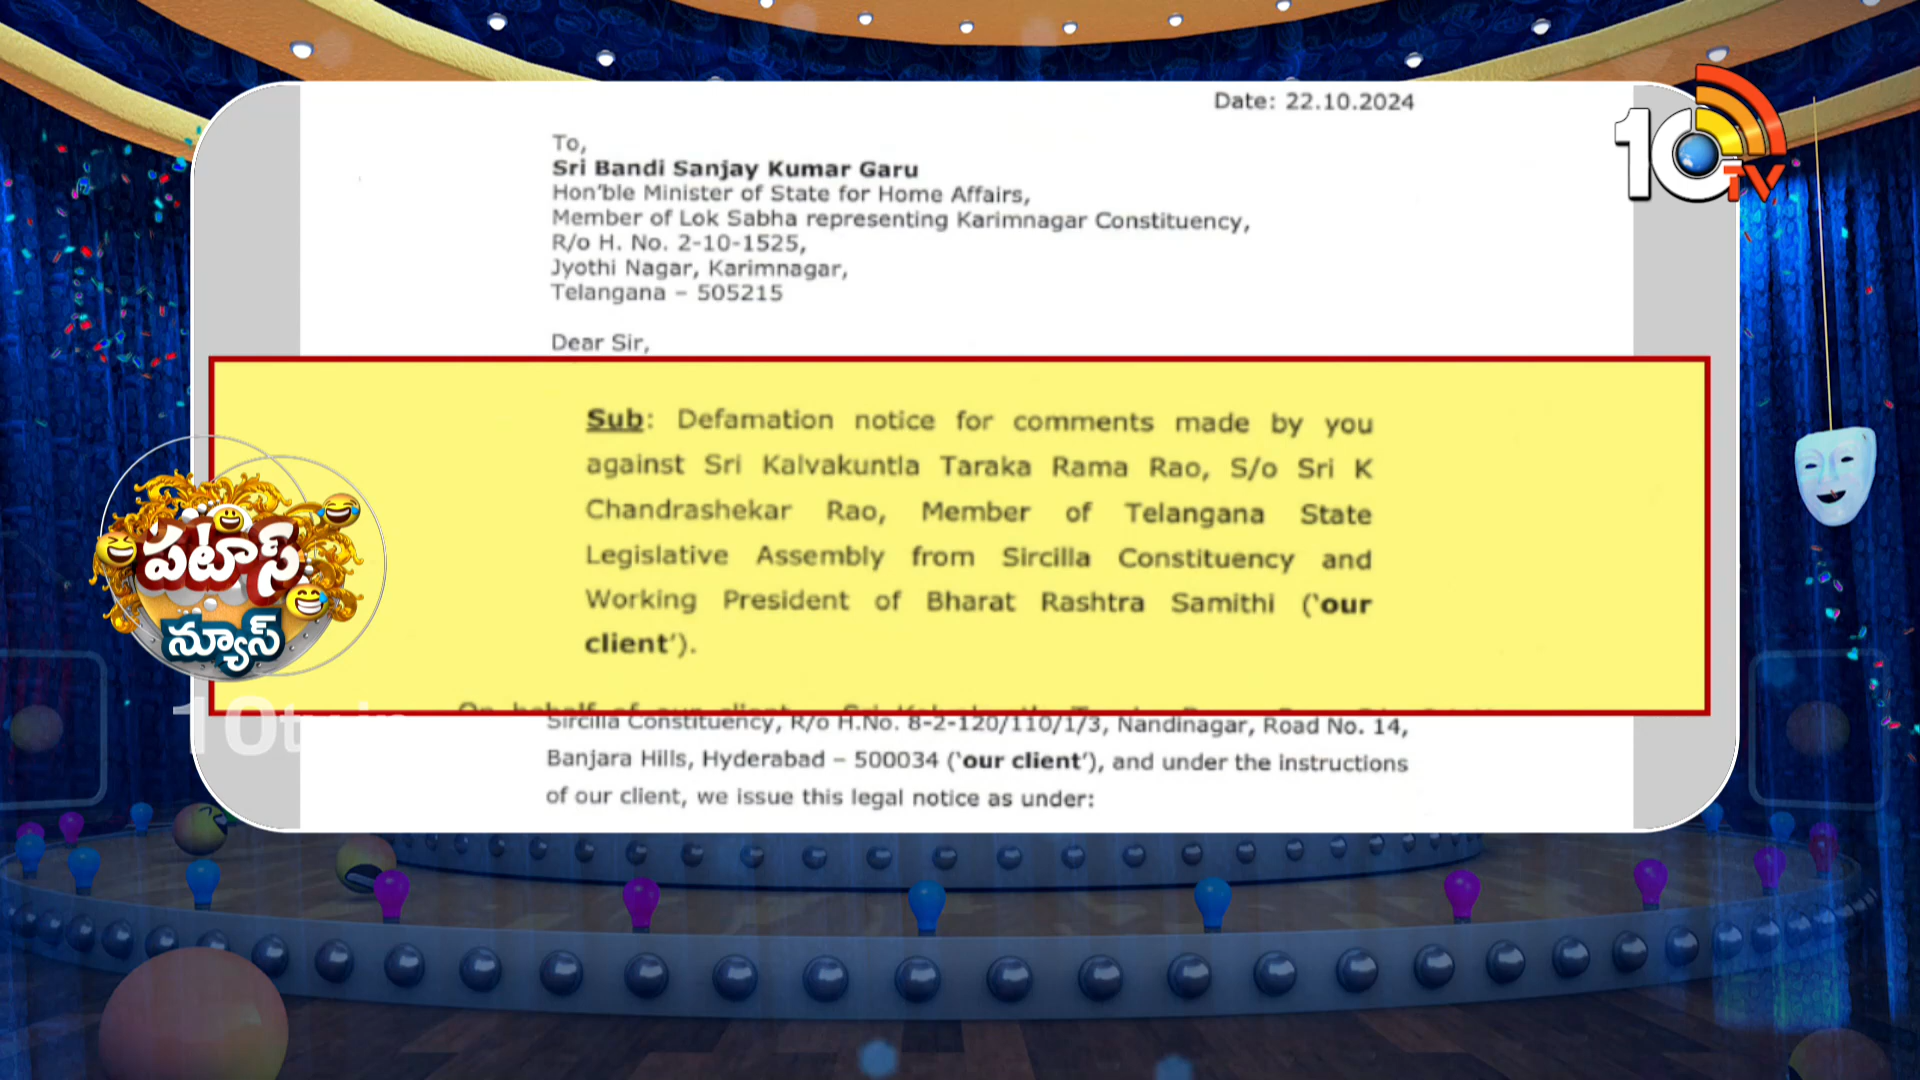 Date: 22.10.2024
10TV
To,
Sri Bandi Sanjay Kumar Garu
Hon'ble Minister of State for Home Affairs,
Member of Lok Sabha representing Karimnagar Constituency,
R/o H. No. 2-10-1525,
Jyothi Nagar, Karimnagar,
Telangana – 505215
Dear Sir,
Sub: Defamation notice for comments made by you
against Sri Kalvakuntla Taraka Rama Rao, S/o Sri K
Chandrashekar Rao, Member of Telangana State
Legislative Assembly from Sircilla Constituency and
Working President of Bharat Rashtra Samithi ('our
client').
పటాస్
న్యూస్
On behalf of our client
Sircilla Constituency, R/o H.No. 8-2-120/110/1/3, Nandinagar, Road No. 14,
Banjara Hills, Hyderabad – 500034 ('our client'), and under the instructions
of our client, we issue this legal notice as under: